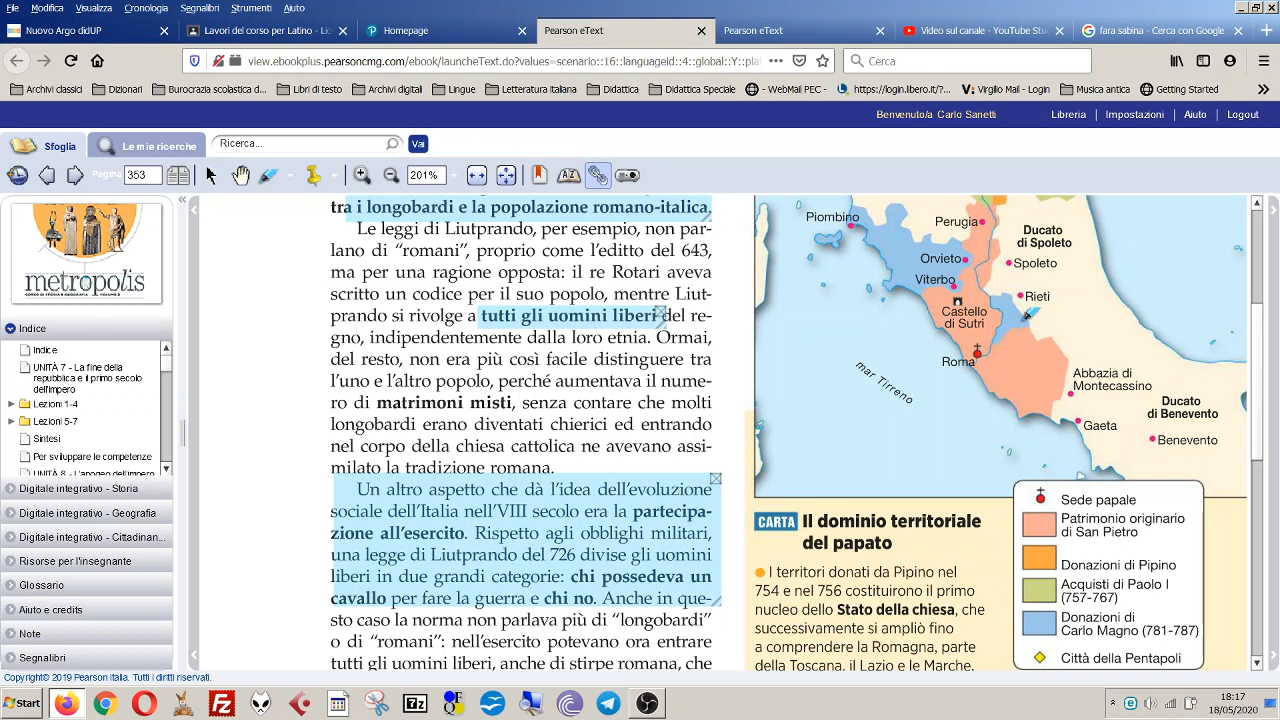 File Modifica Visualizza Cronologia Segnalibri Strumenti Aiuto
Nuovo Argo didUP
Lavori del corso per Latino - Lic
Homepage
Pearson eText
Pearson eText
Video sul canale - YouTube Stu
fara sabina - Cerca con Google
view.ebookplus.pearsoncmg.com/ebook/launcheText.do?values=scenario::16::languageid::4::global::Y::pla
Cerca
Archivi classici
Dizionari
Burocrazia scolastica d...
Libri di testo
Archivi digitali
Lingue
Letteratura italiana
Didattica
Didattica Speciale
- WebMail PEC -
https://login.libero.it/?...
Virgilio Mail - Login
Musica antica
Getting Started
Benvenuto/a Carlo Sanetti
Libreria
Impostazioni
Aiuto
Logout
Sfoglia
Le mie ricerche
Ricerca...
Vai
Pagina 353
201%
metropolis
CORSO DI STORIA E GEOGRAFIA
Indice
Indice
UNITÀ 7 - La fine della
repubblica e il primo secolo
dell'impero
Lezioni 1-4
Lezioni 5-7
Sintesi
Per sviluppare le competenze
UNITÀ 8 - L'apogeo dell'impero
Digitale integrativo - Storia
Digitale integrativo - Geografia
Digitale integrativo - Cittadinan...
Risorse per l'insegnante
Glossario
Aiuto e credits
Note
Segnalibri
tra i longobardi e la popolazione romano-italica.
Le leggi di Liutprando, per esempio, non par-
lano di “romani”, proprio come l’editto del 643,
ma per una ragione opposta: il re Rotari aveva
scritto un codice per il suo popolo, mentre Liut-
prando si rivolge a tutti gli uomini liberi del re-
gno, indipendentemente dalla loro etnia. Ormai,
del resto, non era più così facile distinguere tra
l’uno e l’altro popolo, perché aumentava il nume-
ro di matrimoni misti, senza contare che molti
longobardi erano diventati chierici ed entrando
nel corpo della chiesa cattolica ne avevano assi-
milato la tradizione romana.
Un altro aspetto che dà l’idea dell’evoluzione
sociale dell’Italia nell’VIII secolo era la partecipa-
zione all’esercito. Rispetto agli obblighi militari,
una legge di Liutprando del 726 divise gli uomini
liberi in due grandi categorie: chi possedeva un
cavallo per fare la guerra e chi no. Anche in que-
sto caso la norma non parlava più di “longobardi”
o di “romani”: nell’esercito potevano ora entrare
tutti gli uomini liberi, anche di stirpe romana, che
Piombino
Perugia
Ducato
di Spoleto
Orvieto
Spoleto
Viterbo
Rieti
Castello
di Sutri
Roma
mar Tirreno
Abbazia di
Montecassino
Ducato
di Benevento
Gaeta
Benevento
Sede papale
Patrimonio originario
di San Pietro
Donazioni di Pipino
Acquisti di Paolo I
(757-767)
Donazioni di
Carlo Magno (781-787)
Città della Pentapoli
CARTA Il dominio territoriale
del papato
I territori donati da Pipino nel
754 e nel 756 costituirono il primo
nucleo dello Stato della chiesa, che
successivamente si ampliò fino
a comprendere la Romagna, parte
della Toscana, il Lazio e le Marche.
Copyright© 2019 Pearson Italia. Tutti i diritti riservati.
Start
18:17
18/05/2020